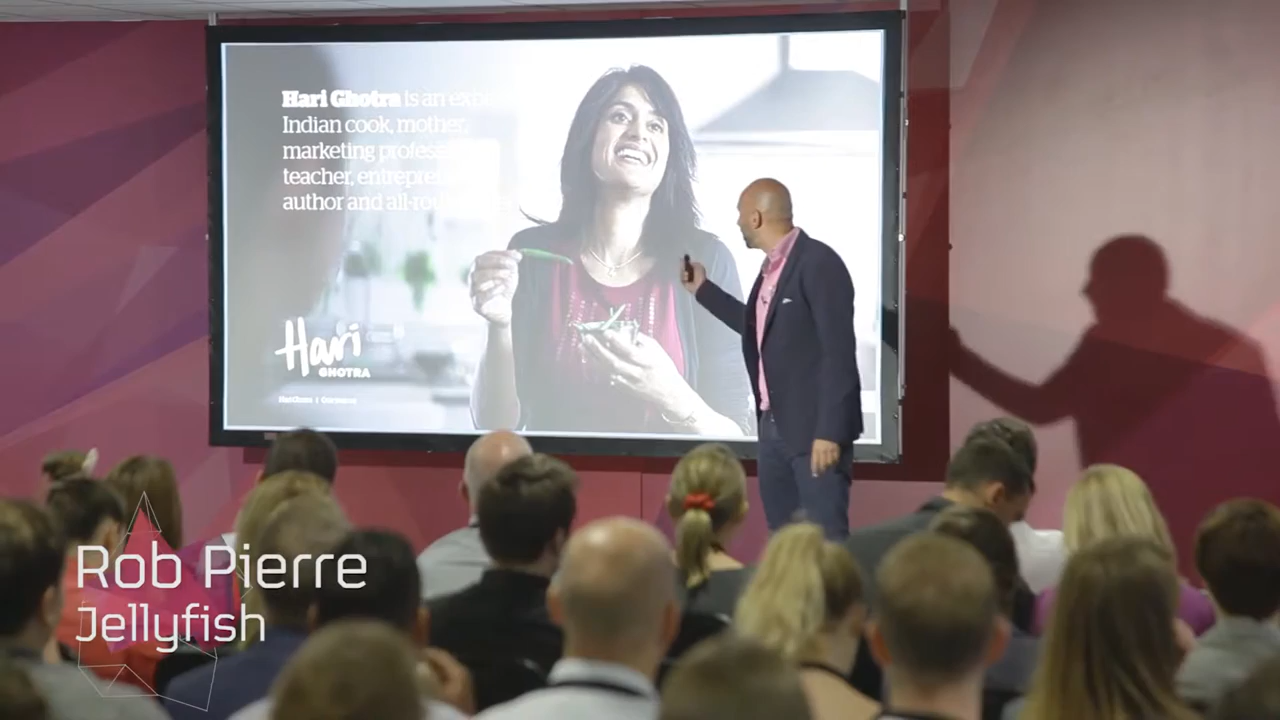 Hari Ghotra is an
Indian cook, mother,
marketing
teacher,
author and
Hari
GHOTRA
Rob Pierre
Jellyfish